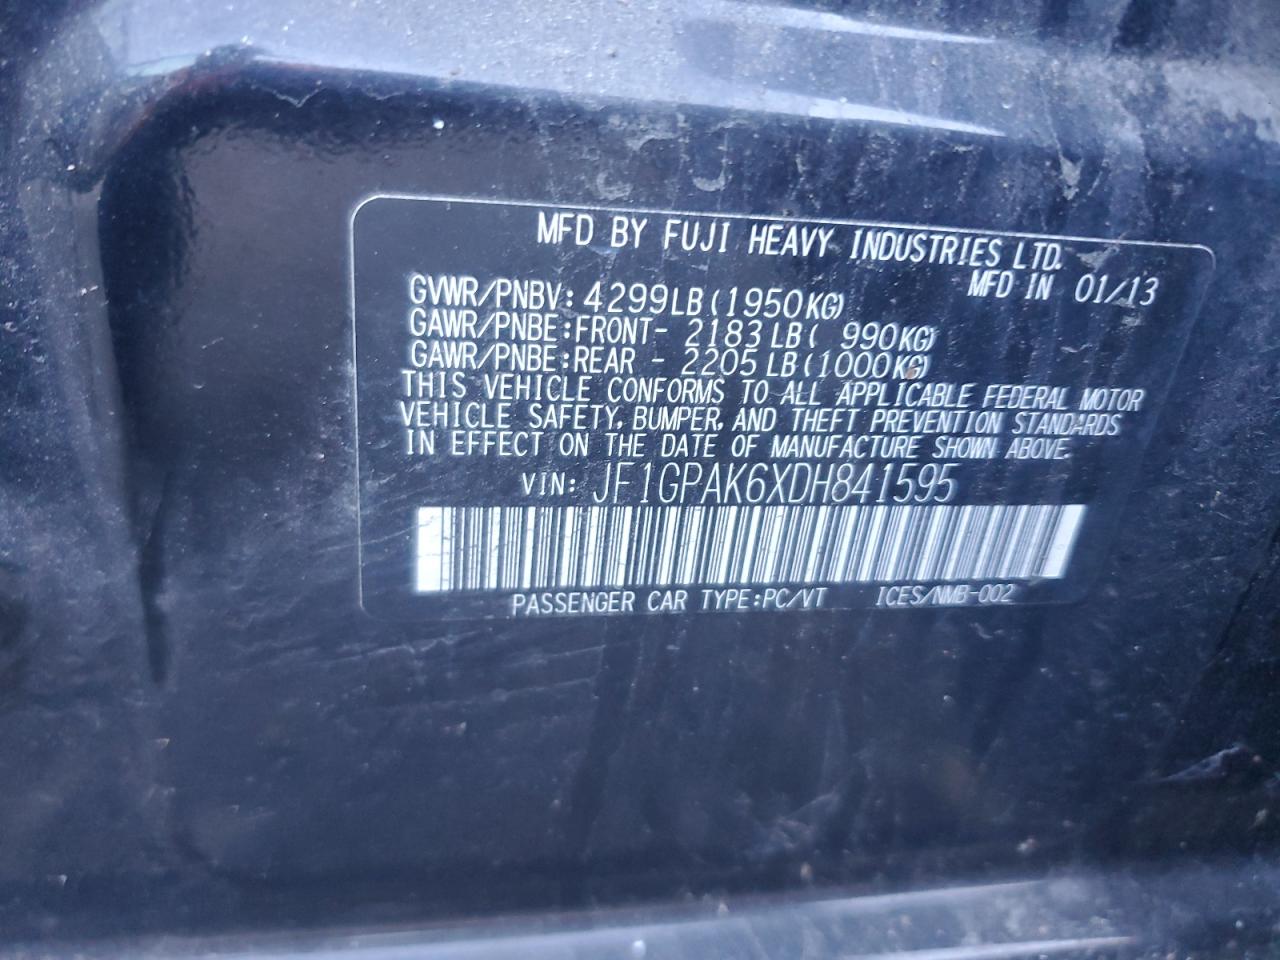 MFD BY FUJI HEAVY INDUSTRIES LTD.
MFD IN 01/13
GVWR/PNBV: 4299LB(1950KG)
GAWR/PNBE:FRONT- 2183LB( 990KG)
GAWR/PNBE:REAR - 2205LB(1000KG)
THIS VEHICLE CONFORMS TO ALL APPLICABLE FEDERAL MOTOR
VEHICLE SAFETY, BUMPER, AND THEFT PREVENTION STANDARDS
IN EFFECT ON THE DATE OF MANUFACTURE SHOWN ABOVE.
VIN: JF1GPAK6XDH841595
PASSENGER CAR TYPE:PC/VT ICES/NMB-002